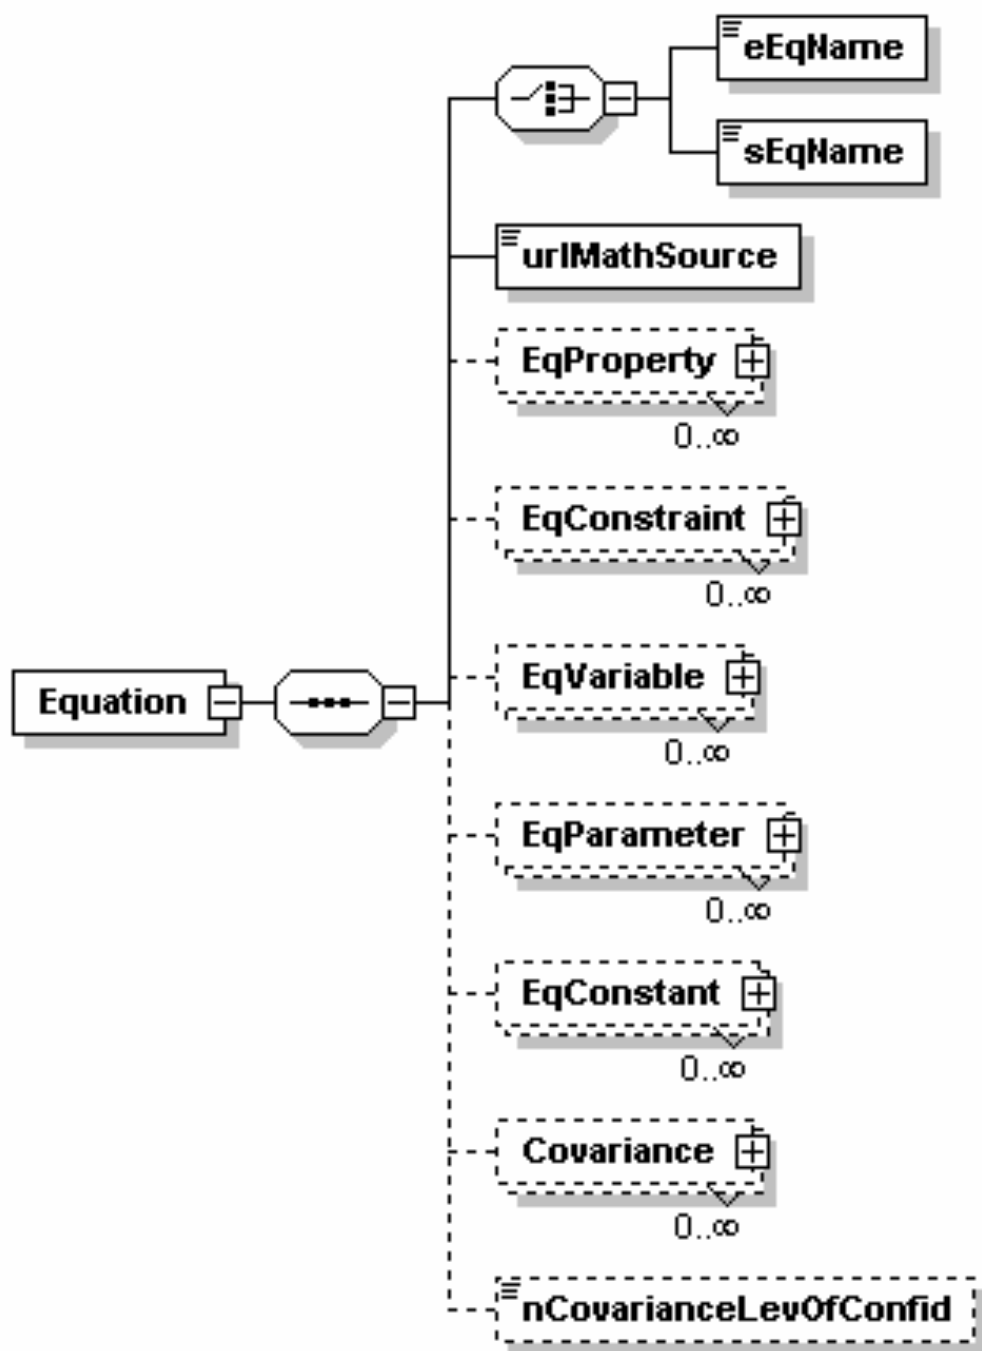 eEqName
sEqName
urlMathSource
EqProperty
0..∞
EqConstraint
0..∞
Equation
EqVariable
0..∞
EqParameter
0..∞
EqConstant
0..∞
Covariance
0..∞
nCovarianceLevOfConfid